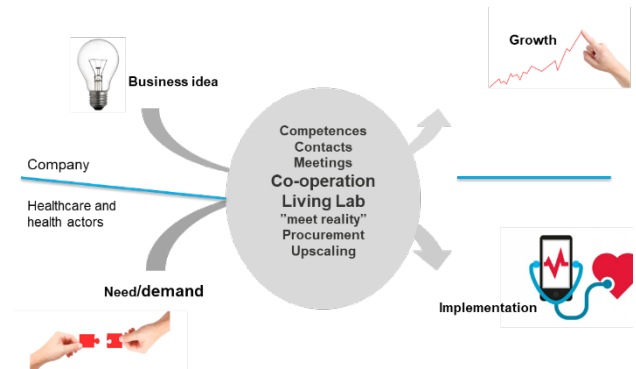 Business idea
Growth
Company
Healthcare and
health actors
Competences
Contacts
Meetings
Co-operation
Living Lab
”meet reality”
Procurement
Upscaling
Need/demand
Implementation